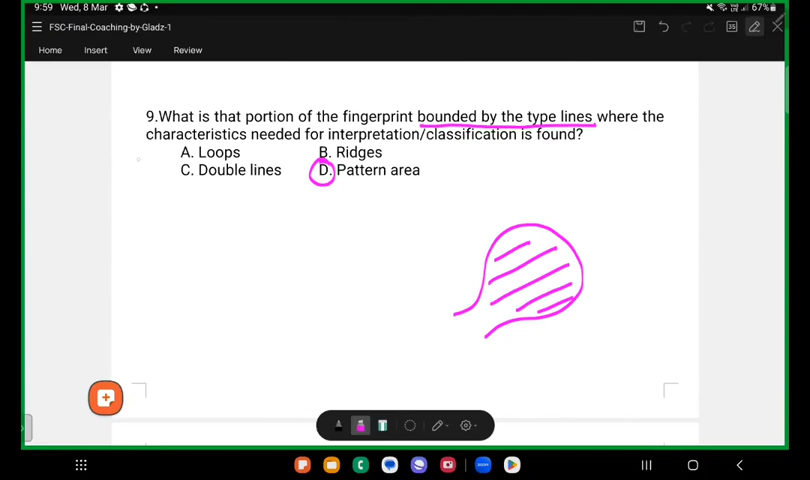 9:59 Wed, 8 Mar
67%
FSC-Final-Coaching-by-Gladz-1
35
Home Insert View Review
9.What is that portion of the fingerprint bounded by the type lines where the
characteristics needed for interpretation/classification is found?
A. Loops B. Ridges
C. Double lines D. Pattern area
zoom